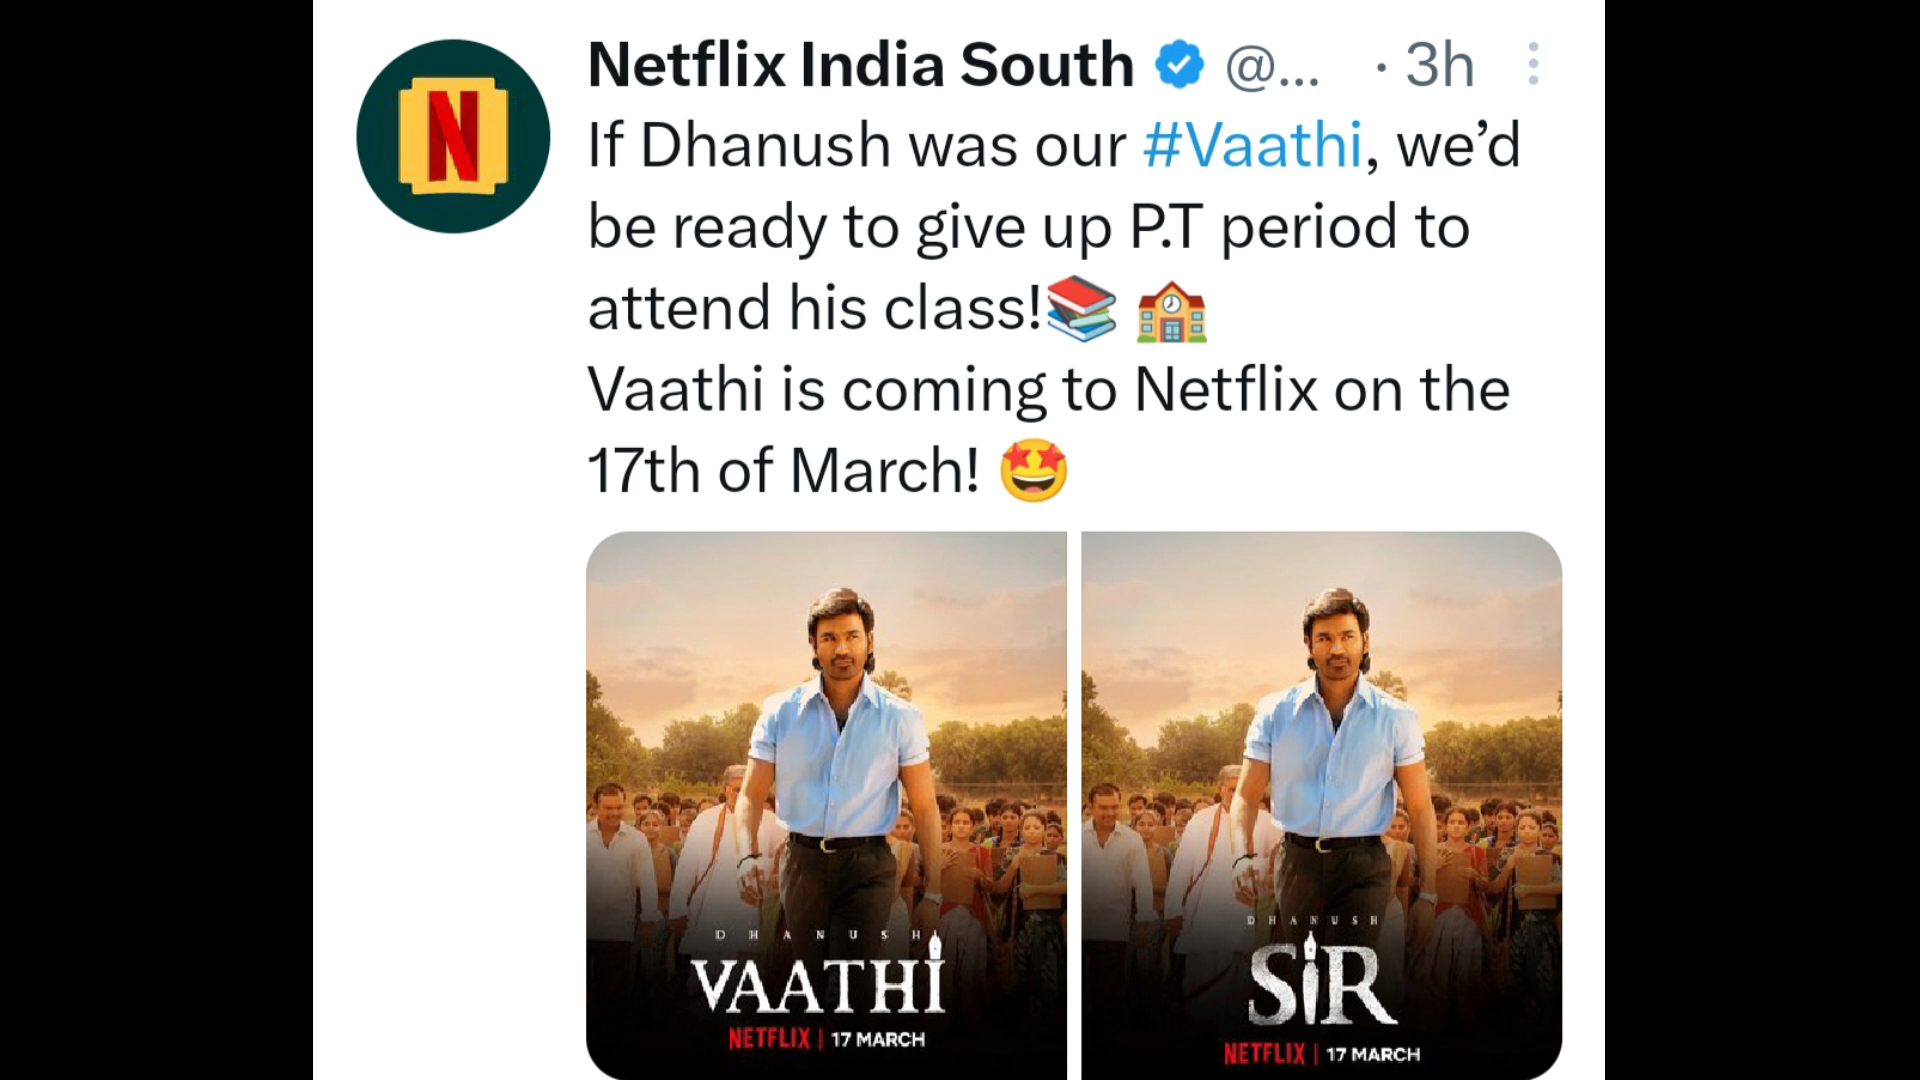 Netflix India South @... · 3h
If Dhanush was our #Vaathi, we’d
be ready to give up P.T period to
attend his class!📚 🏫
Vaathi is coming to Netflix on the
17th of March! 🤩
DHANUSH
VAATHI
NETFLIX | 17 MARCH
DHANUSH
SIR
NETFLIX | 17 MARCH